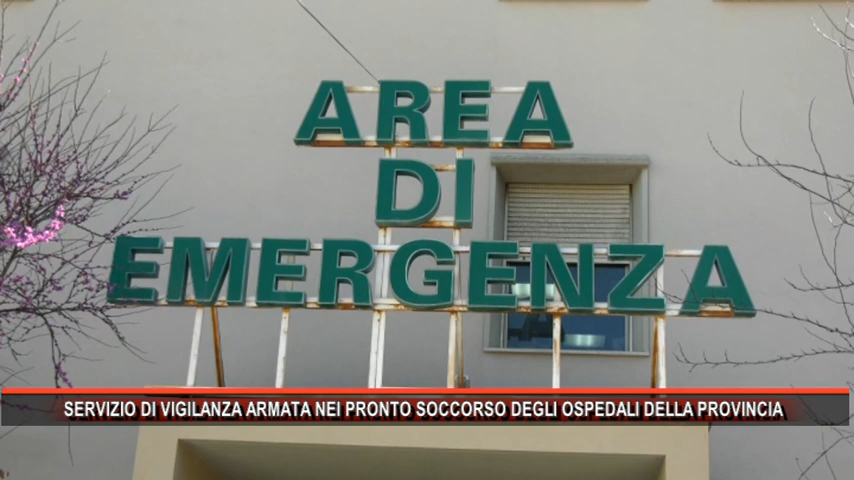 AREA
DI
EMERGENZA
SERVIZIO DI VIGILANZA ARMATA NEI PRONTO SOCCORSO DEGLI OSPEDALI DELLA PROVINCIA